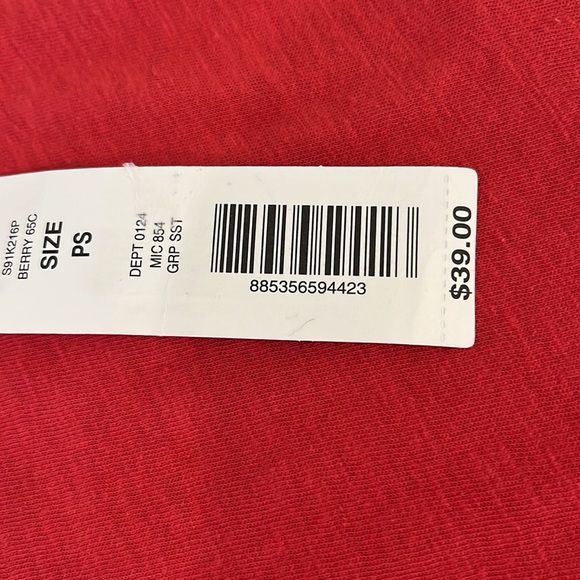 S91K216P
BERRY 65C
SIZE
PS
DEPT 0124
MIC 854
GRP SST
885356594423
$39.00